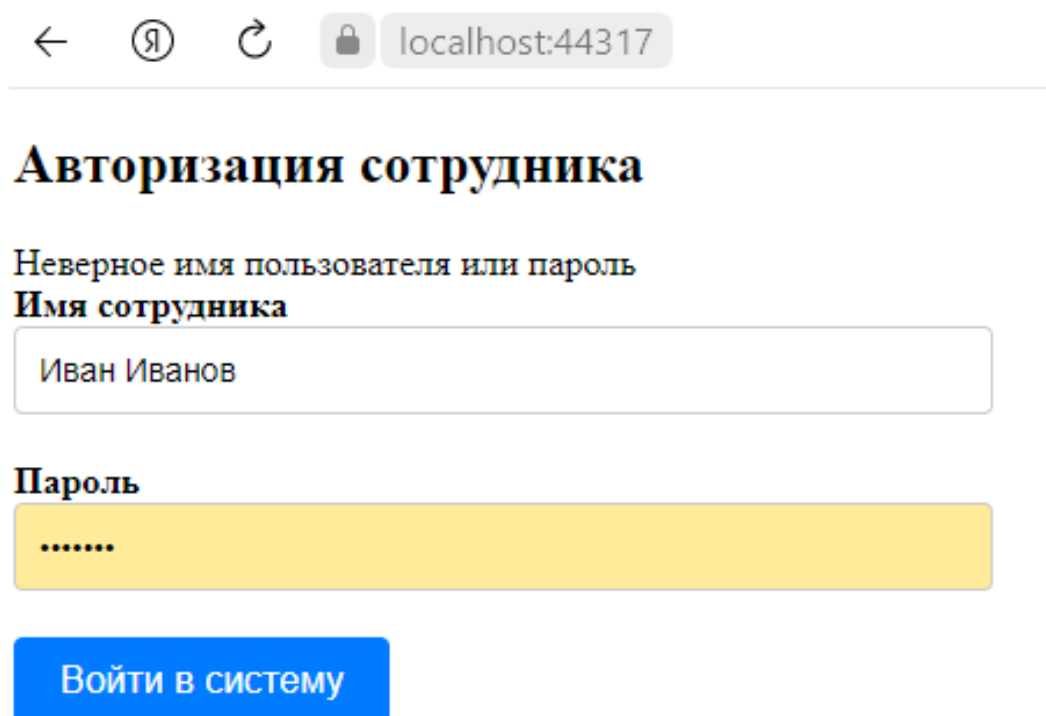 localhost:44317
Авторизация сотрудника
Неверное имя пользователя или пароль
Имя сотрудника
Иван Иванов
Пароль
•••••••
Войти в систему